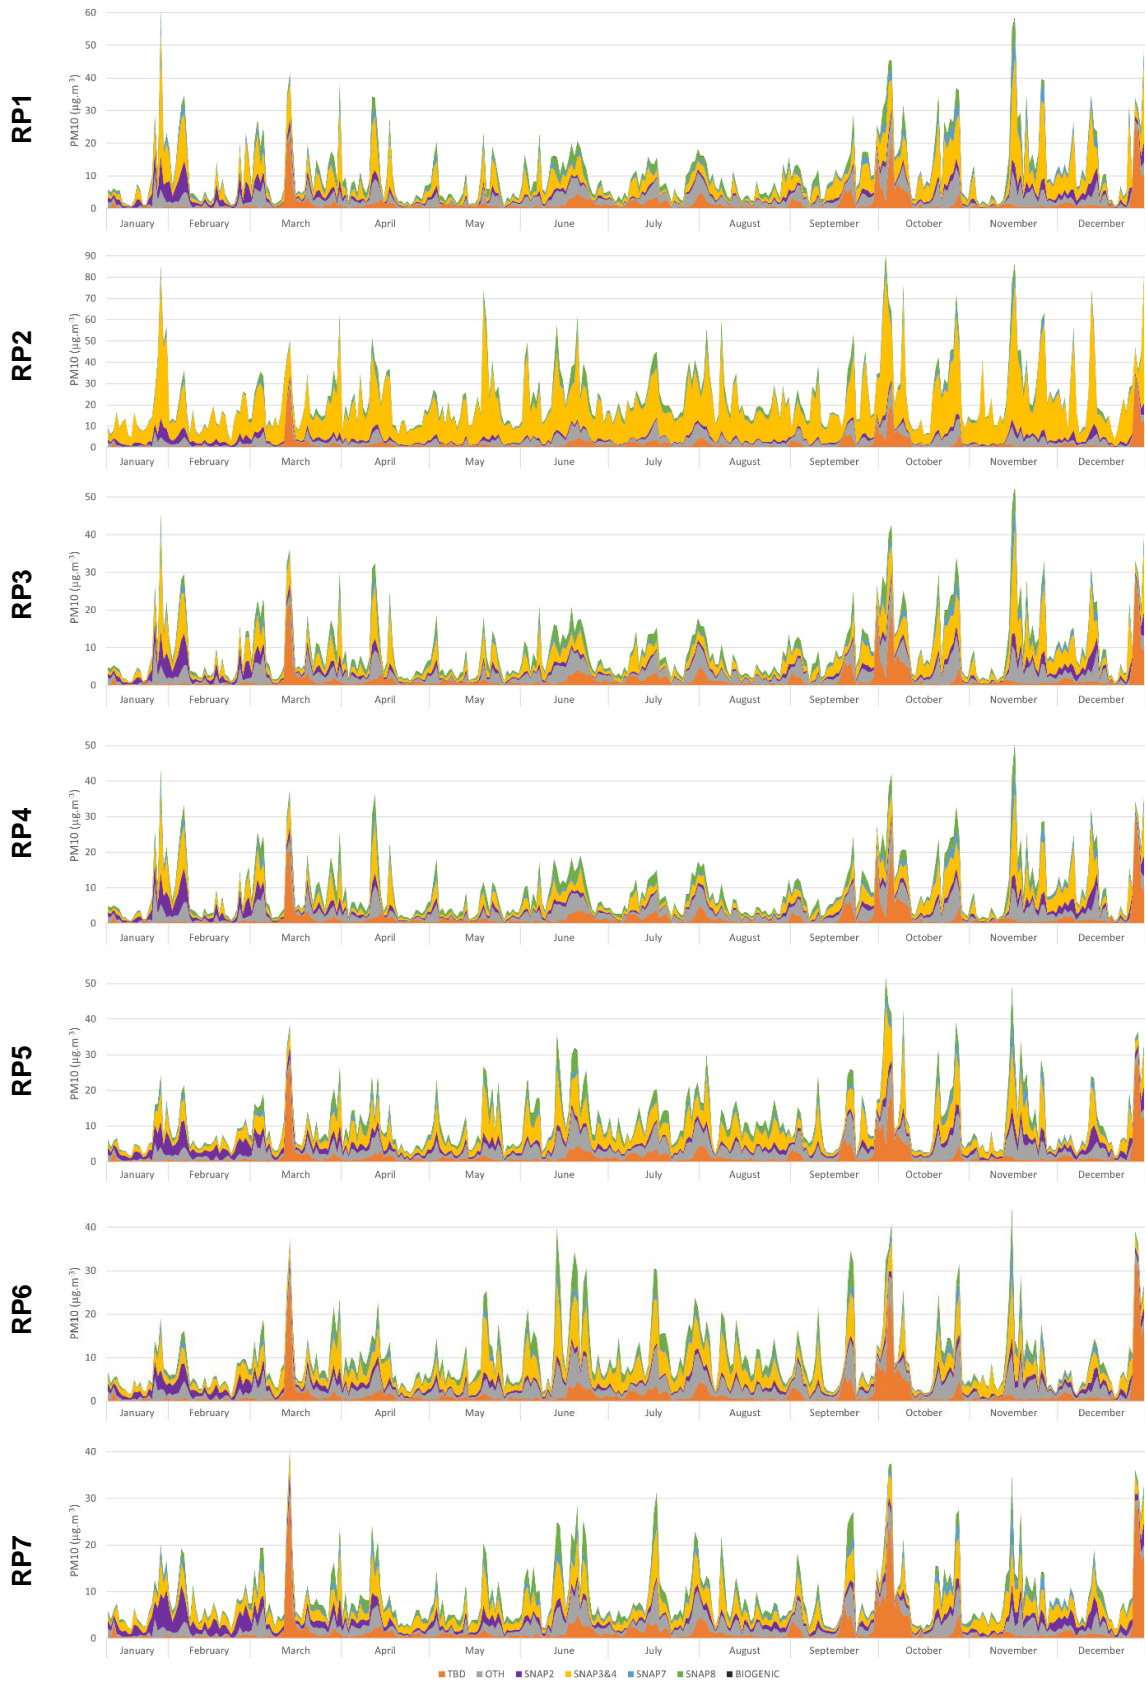 RP1
PM10 (µg.m⁻³)
60
50
40
30
20
10
0
January February March April May June July August September October November December
RP2
PM10 (µg.m⁻³)
90
80
70
60
50
40
30
20
10
0
January February March April May June July August September October November December
RP3
PM10 (µg.m⁻³)
50
40
30
20
10
0
January February March April May June July August September October November December
RP4
PM10 (µg.m⁻³)
50
40
30
20
10
0
January February March April May June July August September October November December
RP5
PM10 (µg.m⁻³)
50
40
30
20
10
0
January February March April May June July August September October November December
RP6
PM10 (µg.m⁻³)
40
30
20
10
0
January February March April May June July August September October November December
RP7
PM10 (µg.m⁻³)
40
30
20
10
0
January February March April May June July August September October November December
TBD OTH SNAP2 SNAP3&4 SNAP7 SNAP8 BIOGENIC